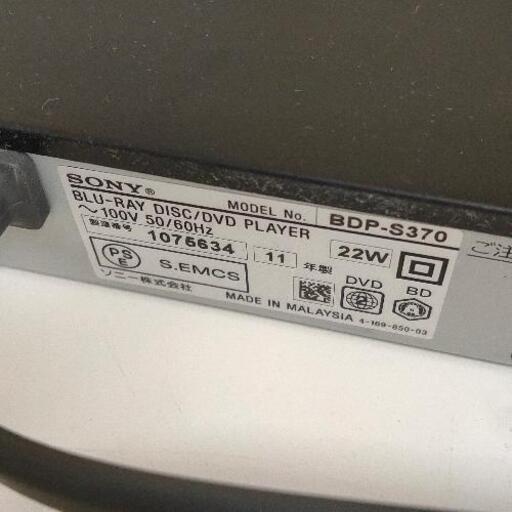 SONY®
MODEL No. BDP-S370
BLU-RAY DISC/DVD PLAYER
～100V 50/60Hz 22W
製造番号 1075634 11 年製
PS E S.EMCS
DVD BD
2
ソニー株式会社
MADE IN MALAYSIA 4-169-850-03
ご注